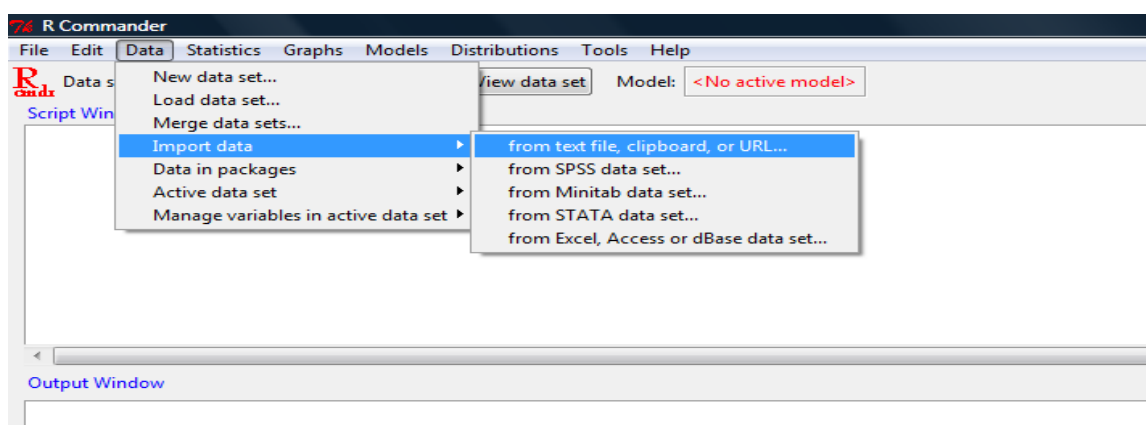 R Commander
File Edit Data Statistics Graphs Models Distributions Tools Help
R cmdr Data s View data set Model: <No active model>
Script Win
New data set...
Load data set...
Merge data sets...
Import data
Data in packages
Active data set
Manage variables in active data set
from text file, clipboard, or URL...
from SPSS data set...
from Minitab data set...
from STATA data set...
from Excel, Access or dBase data set...
Output Window